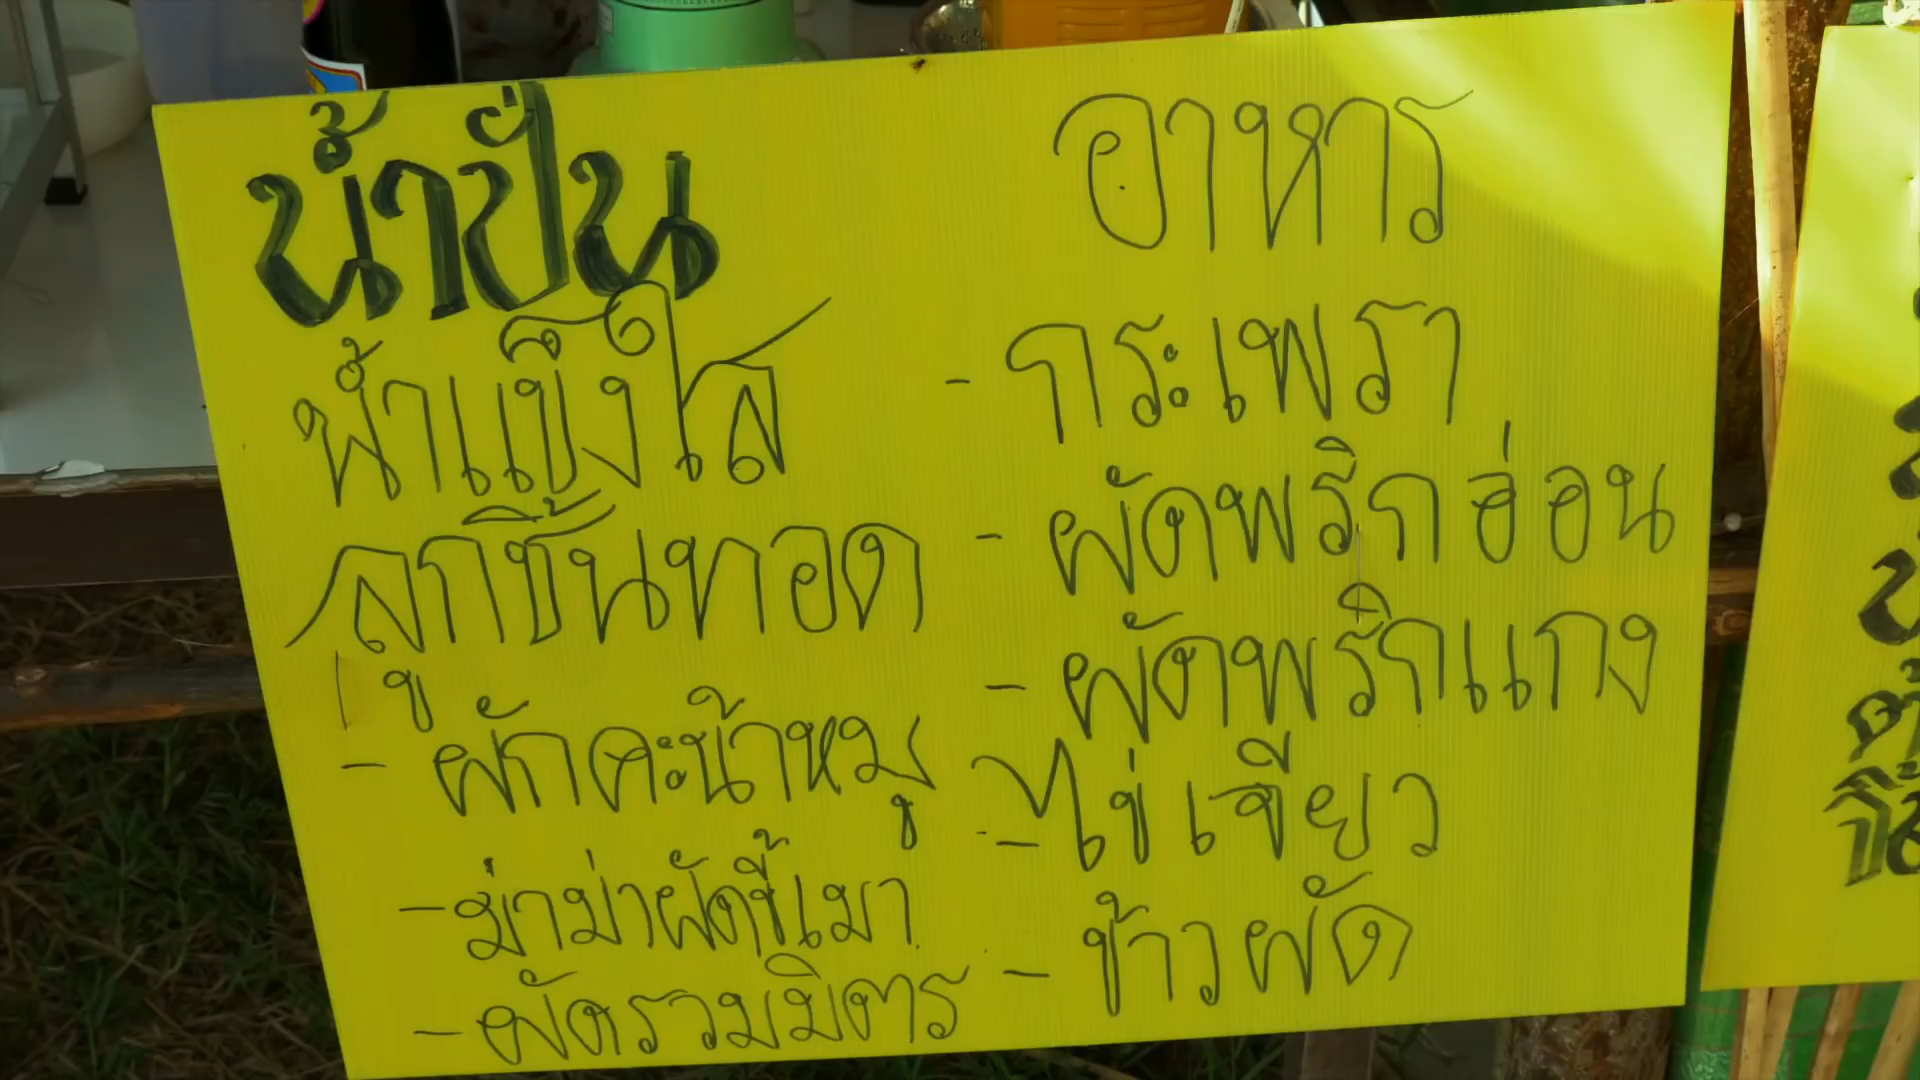 น้ำปั่น
น้ำแข็งใส
ลูกชิ้นทอด
- ผักคะน้าหมู
- ม่าม่าผัดขี้เมา
- ผัดรวมมิตร
อาหาร
- กระเพรา
- ผัดพริกอ่อน
- ผัดพริกแกง
- ไข่เจียว
- ข้าวผัด